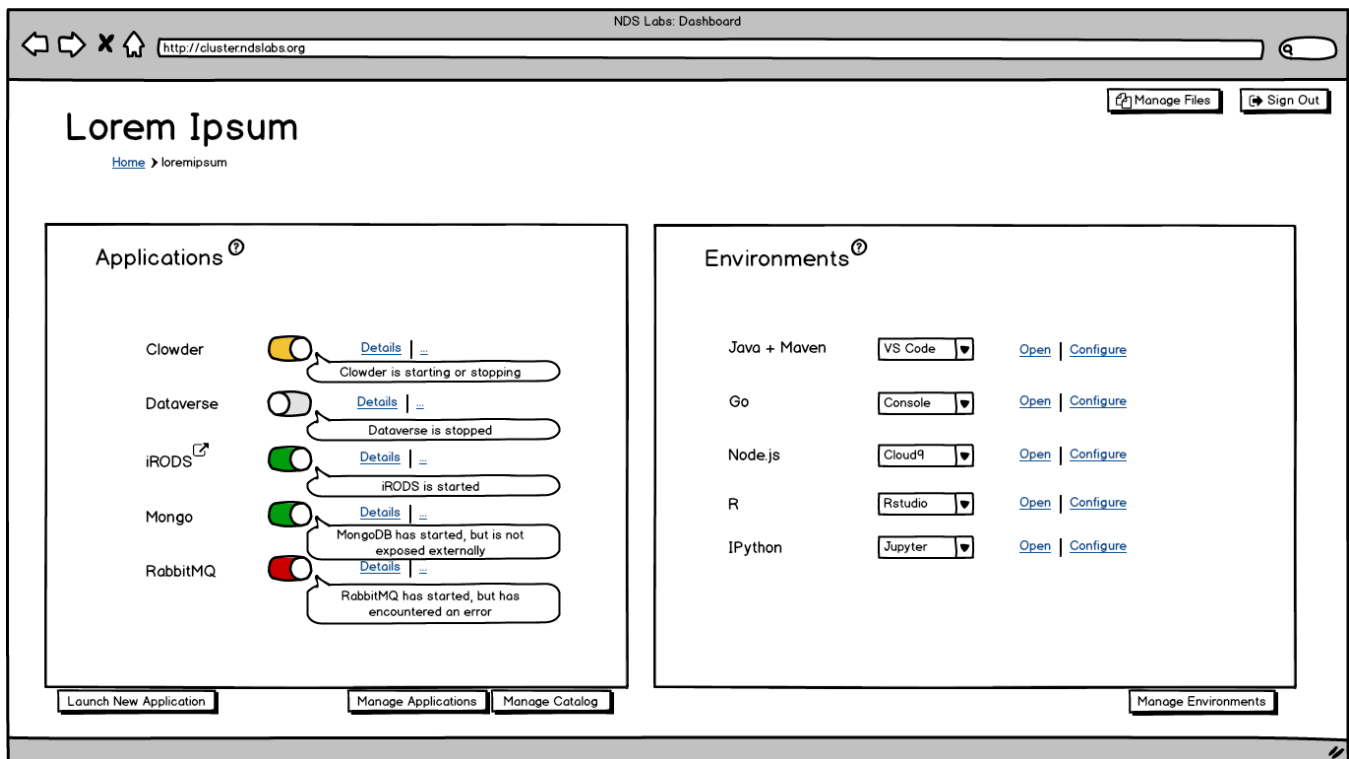 NDS Labs: Dashboard
http://cluster.ndslabs.org
Manage Files
Sign Out
Lorem Ipsum
Home > loremipsum
Applications ?
Clowder
Details | ...
Clowder is starting or stopping
Dataverse
Details | ...
Dataverse is stopped
iRODS
Details | ...
iRODS is started
Mongo
Details | ...
MongoDB has started, but is not
exposed externally
RabbitMQ
Details | ...
RabbitMQ has started, but has
encountered an error
Launch New Application
Manage Applications
Manage Catalog
Environments ?
Java + Maven
VS Code
Open | Configure
Go
Console
Open | Configure
Node.js
Cloud9
Open | Configure
R
Rstudio
Open | Configure
IPython
Jupyter
Open | Configure
Manage Environments